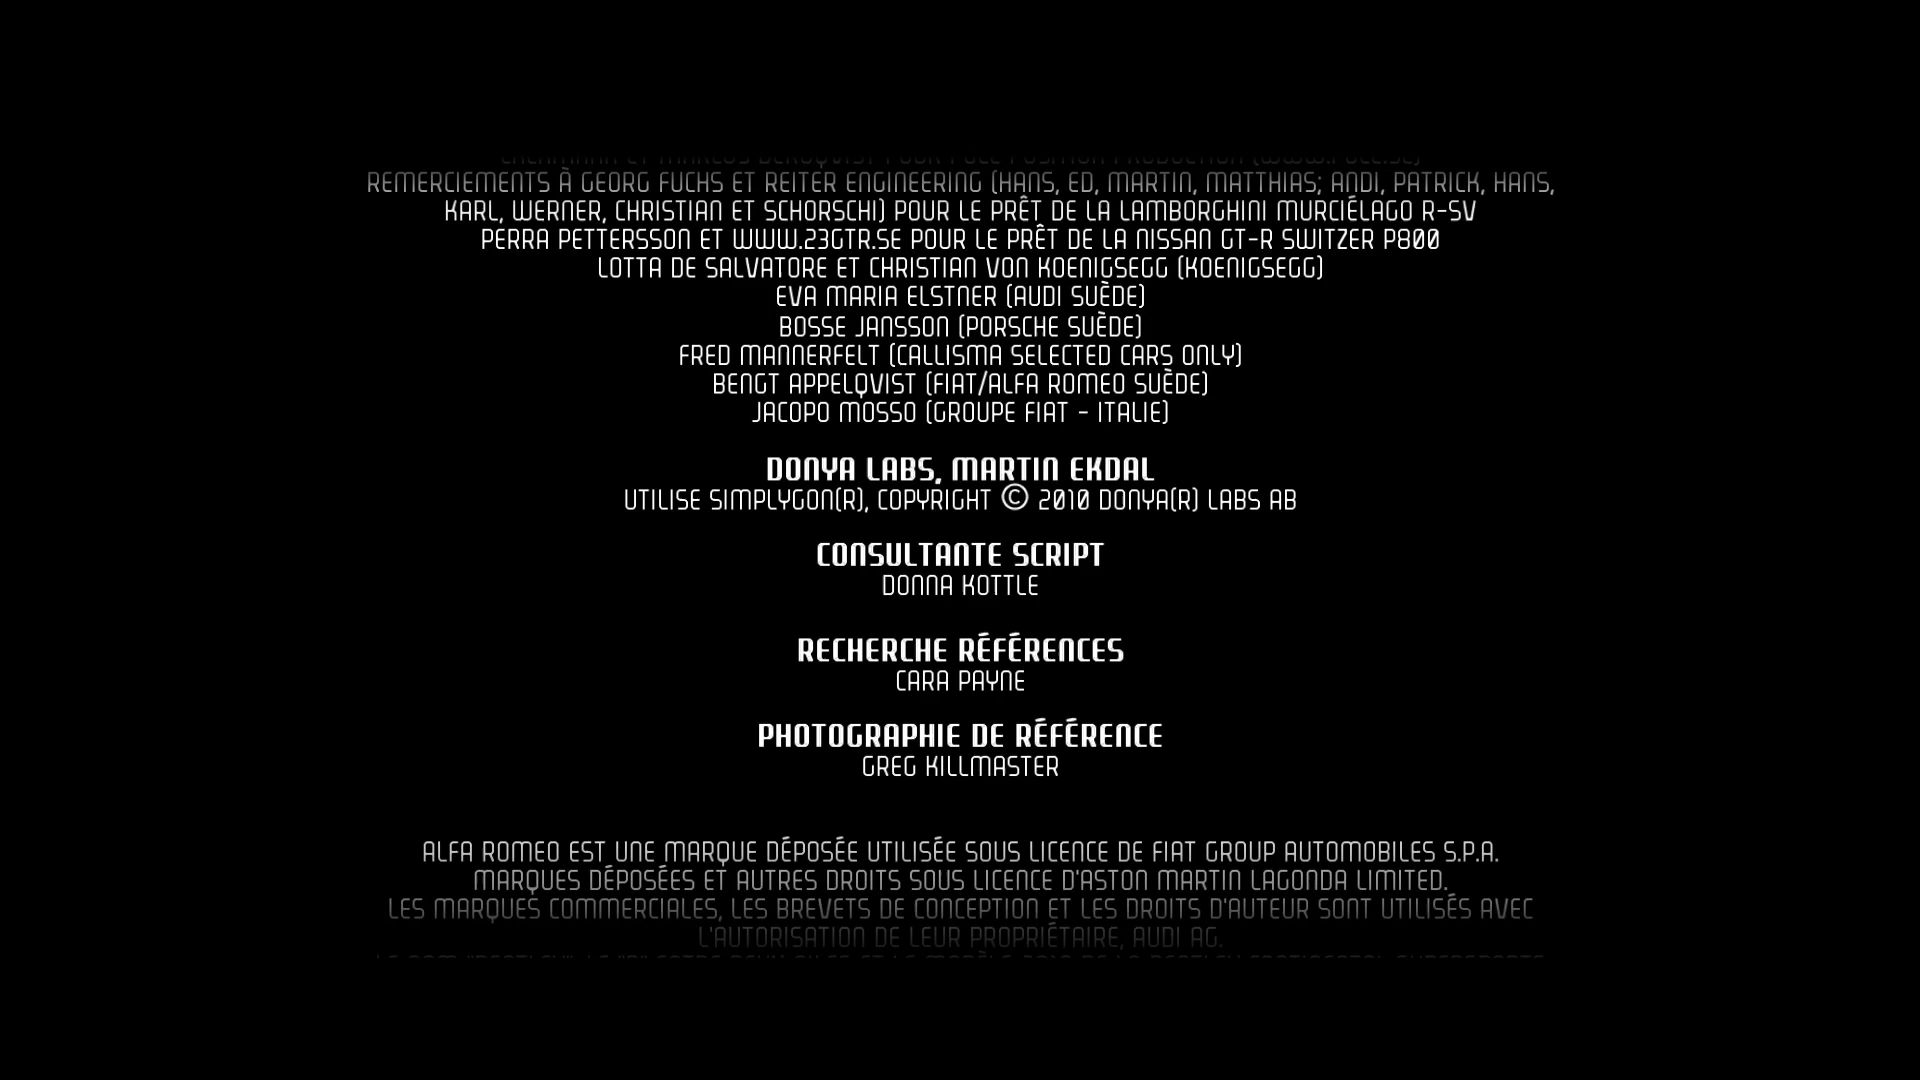 REMERCIEMENTS À GEORG FUCHS ET REITER ENGINEERING (HANS, ED, MARTIN, MATTHIAS; ANDI, PATRICK, HANS,
KARL, WERNER, CHRISTIAN ET SCHORSCHI) POUR LE PRÊT DE LA LAMBORGHINI MURCIÉLAGO R-SV
PERRA PETTERSSON ET WWW.23GTR.SE POUR LE PRÊT DE LA NISSAN GT-R SWITZER P800
LOTTA DE SALVATORE ET CHRISTIAN VON KOENIGSEGG (KOENIGSEGG)
EVA MARIA ELSTNER (AUDI SUÈDE)
BOSSE JANSSON (PORSCHE SUÈDE)
FRED MANNERFELT (CALLISMA SELECTED CARS ONLY)
BENGT APPELQVIST (FIAT/ALFA ROMEO SUÈDE)
JACOPO MOSSO (GROUPE FIAT - ITALIE)
DONYA LABS, MARTIN EKDAL
UTILISE SIMPLYGON(R), COPYRIGHT © 2010 DONYA(R) LABS AB
CONSULTANTE SCRIPT
DONNA KOTTLE
RECHERCHE RÉFÉRENCES
CARA PAYNE
PHOTOGRAPHIE DE RÉFÉRENCE
GREG KILLMASTER
ALFA ROMEO EST UNE MARQUE DÉPOSÉE UTILISÉE SOUS LICENCE DE FIAT GROUP AUTOMOBILES S.P.A.
MARQUES DÉPOSÉES ET AUTRES DROITS SOUS LICENCE D'ASTON MARTIN LAGONDA LIMITED.
LES MARQUES COMMERCIALES, LES BREVETS DE CONCEPTION ET LES DROITS D'AUTEUR SONT UTILISÉS AVEC
L'AUTORISATION DE LEUR PROPRIÉTAIRE, AUDI AG.